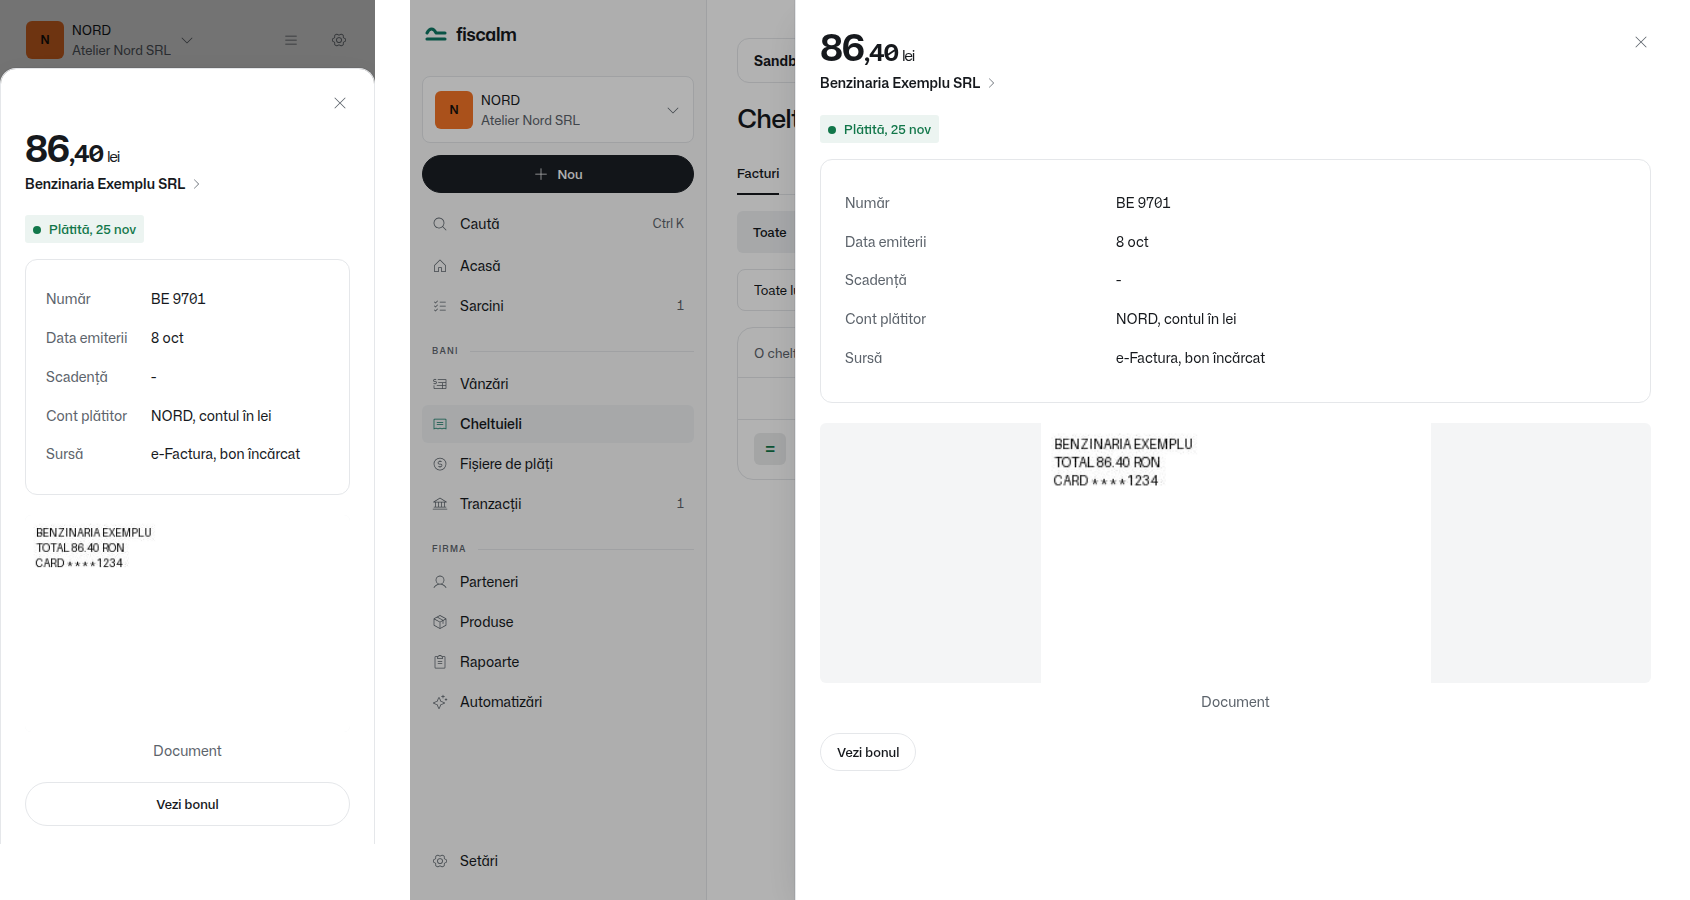 N
NORD
Atelier Nord SRL
86,40 lei
Benzinaria Exemplu SRL
Plătită, 25 nov
Număr BE 9701
Data emiterii 8 oct
Scadență -
Cont plătitor NORD, contul în lei
Sursă e-Factura, bon încărcat
BENZINARIA EXEMPLU
TOTAL 86.40 RON
CARD ****1234
Document
Vezi bonul
fiscalm
N
NORD
Atelier Nord SRL
Nou
Caută Ctrl K
Acasă
Sarcini 1
BANI
Vânzări
Cheltuieli
Fișiere de plăți
Tranzacții 1
FIRMA
Parteneri
Produse
Rapoarte
Automatizări
Setări
Sandb
Chelt
Facturi
Toate
Toate l
O chelt
86,40 lei
Benzinaria Exemplu SRL
Plătită, 25 nov
Număr BE 9701
Data emiterii 8 oct
Scadență -
Cont plătitor NORD, contul în lei
Sursă e-Factura, bon încărcat
BENZINARIA EXEMPLU
TOTAL 86.40 RON
CARD ****1234
Document
Vezi bonul